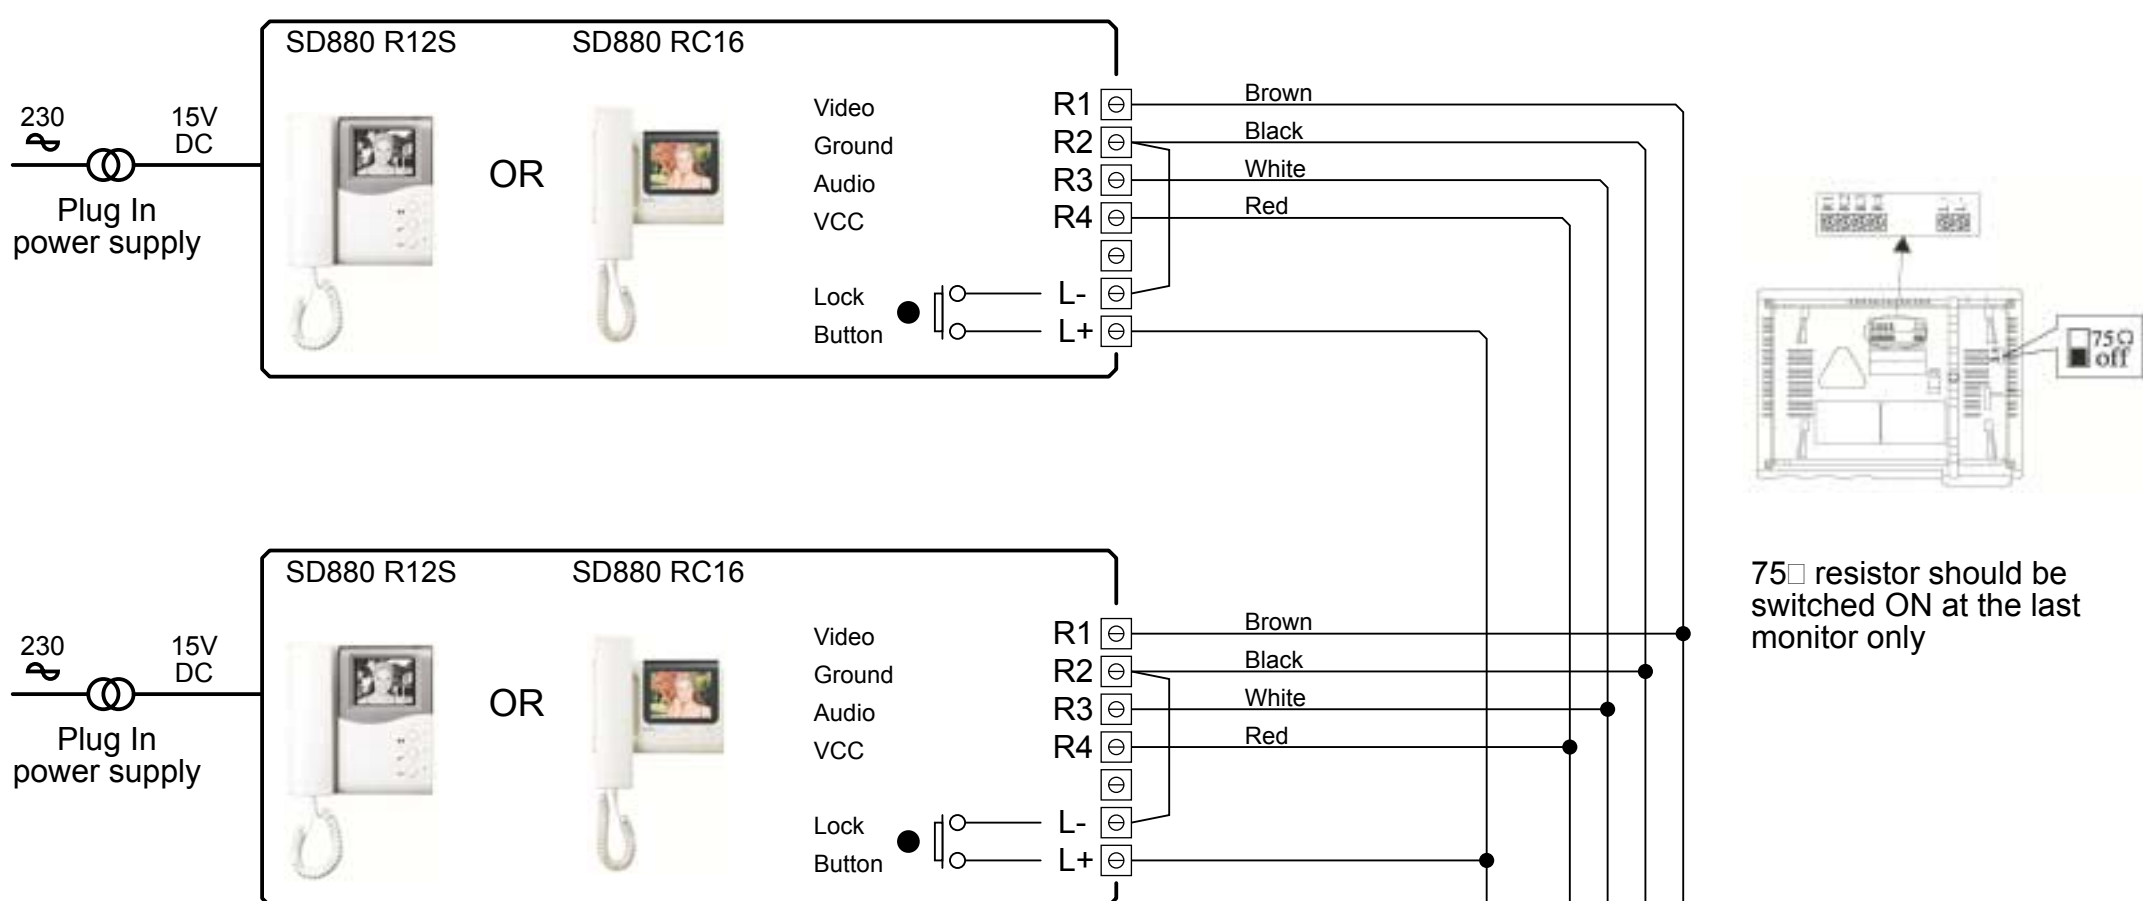 SD880 R12S
SD880 RC16
230
15V
DC
Plug In
power supply
OR
Video
Ground
Audio
VCC
Lock
Button
R1
R2
R3
R4
L-
L+
Brown
Black
White
Red
75Ω
off
75□ resistor should be
switched ON at the last
monitor only
SD880 R12S
SD880 RC16
230
15V
DC
Plug In
power supply
OR
Video
Ground
Audio
VCC
Lock
Button
R1
R2
R3
R4
L-
L+
Brown
Black
White
Red